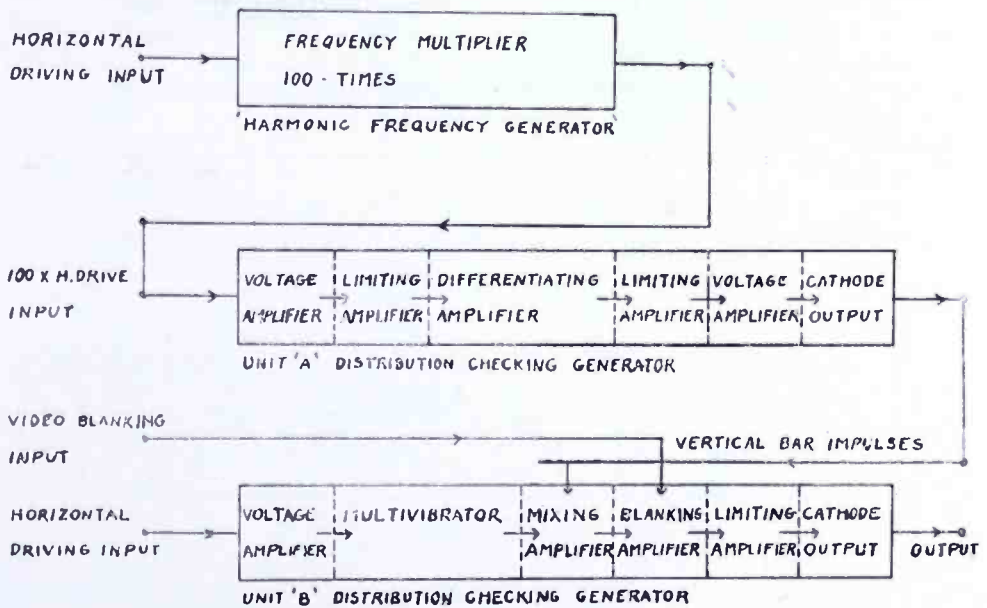 HORIZONTAL
DRIVING INPUT
FREQUENCY MULTIPLIER
100 - TIMES
'HARMONIC FREQUENCY GENERATOR'
100 X H. DRIVE
INPUT
VOLTAGE
AMPLIFIER
LIMITING
AMPLIFIER
DIFFERENTIATING
AMPLIFIER
LIMITING
AMPLIFIER
VOLTAGE
AMPLIFIER
CATHODE
OUTPUT
UNIT 'A' DISTRIBUTION CHECKING GENERATOR
VIDEO BLANKING
INPUT
VERTICAL BAR IMPULSES
HORIZONTAL
DRIVING INPUT
VOLTAGE
AMPLIFIER
MULTIVIBRATOR
MIXING
AMPLIFIER
BLANKING
AMPLIFIER
LIMITING
AMPLIFIER
CATHODE
OUTPUT
OUTPUT
UNIT 'B' DISTRIBUTION CHECKING GENERATOR